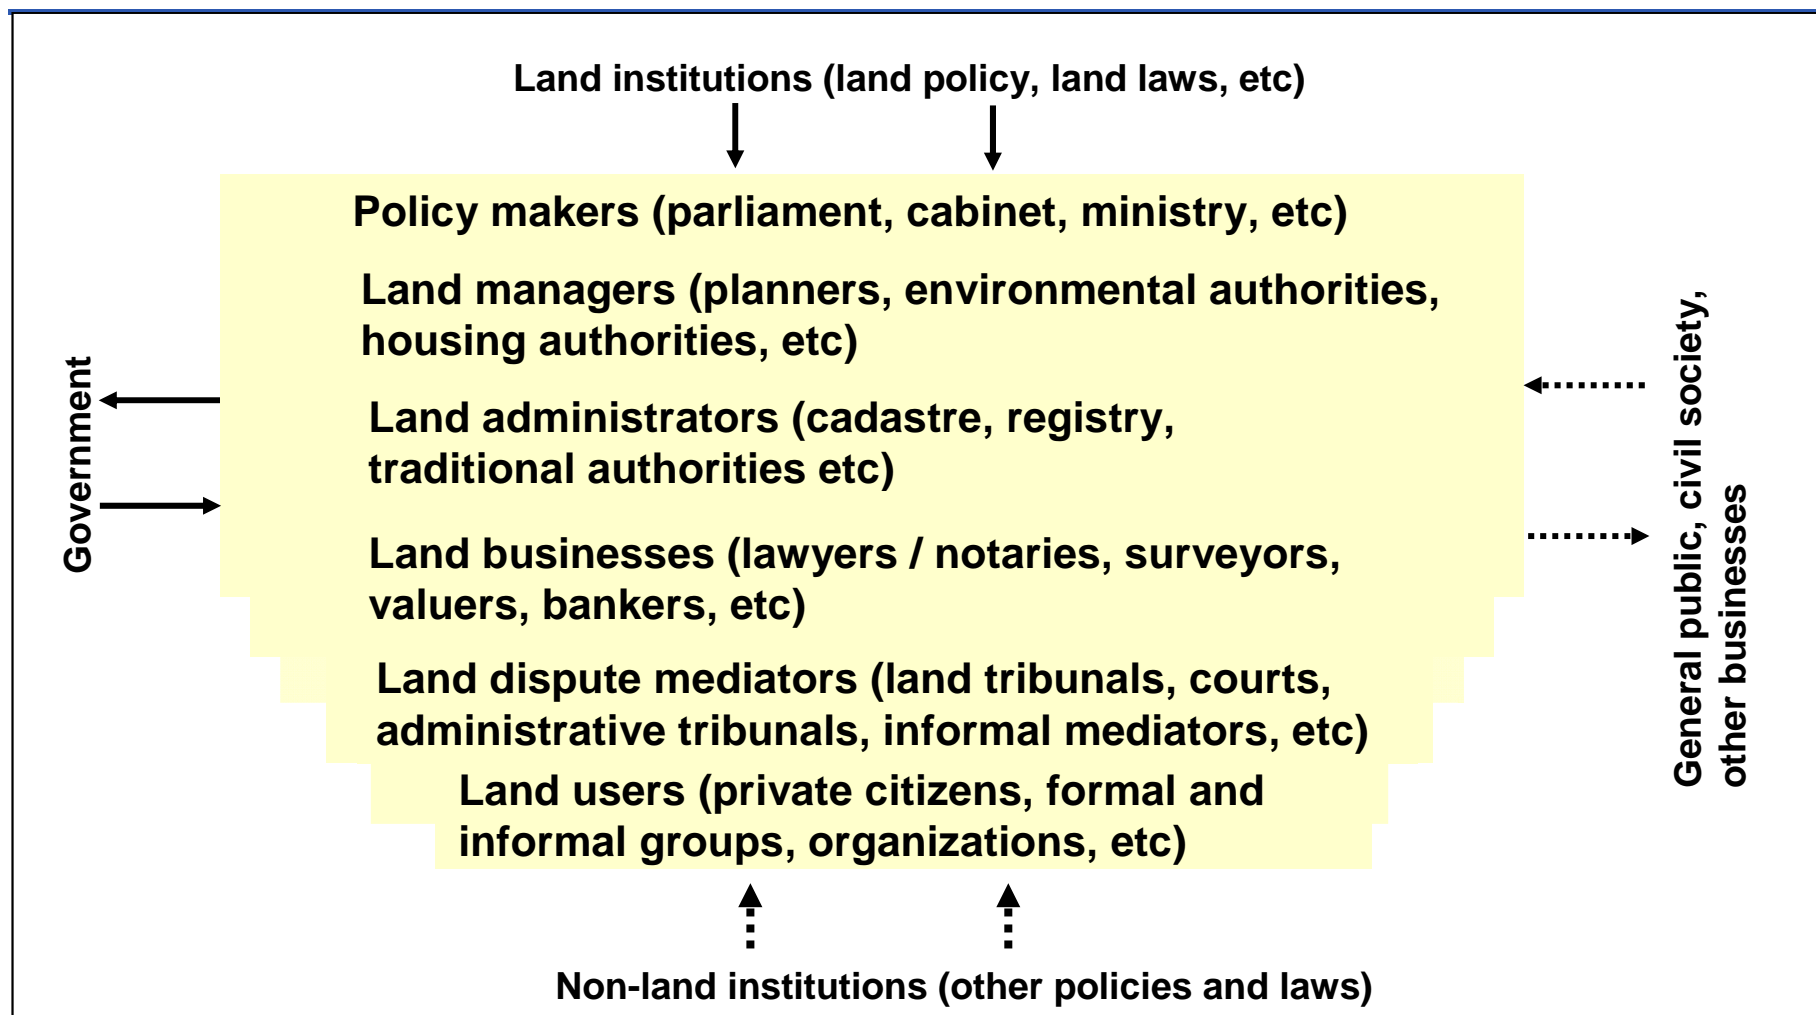 Land institutions (land policy, land laws, etc)
Policy makers (parliament, cabinet, ministry, etc)
Land managers (planners, environmental authorities,
housing authorities, etc)
Land administrators (cadastre, registry,
traditional authorities etc)
Land businesses (lawyers / notaries, surveyors,
valuers, bankers, etc)
Land dispute mediators (land tribunals, courts,
administrative tribunals, informal mediators, etc)
Land users (private citizens, formal and
informal groups, organizations, etc)
Non-land institutions (other policies and laws)
Government
General public, civil society,
other businesses